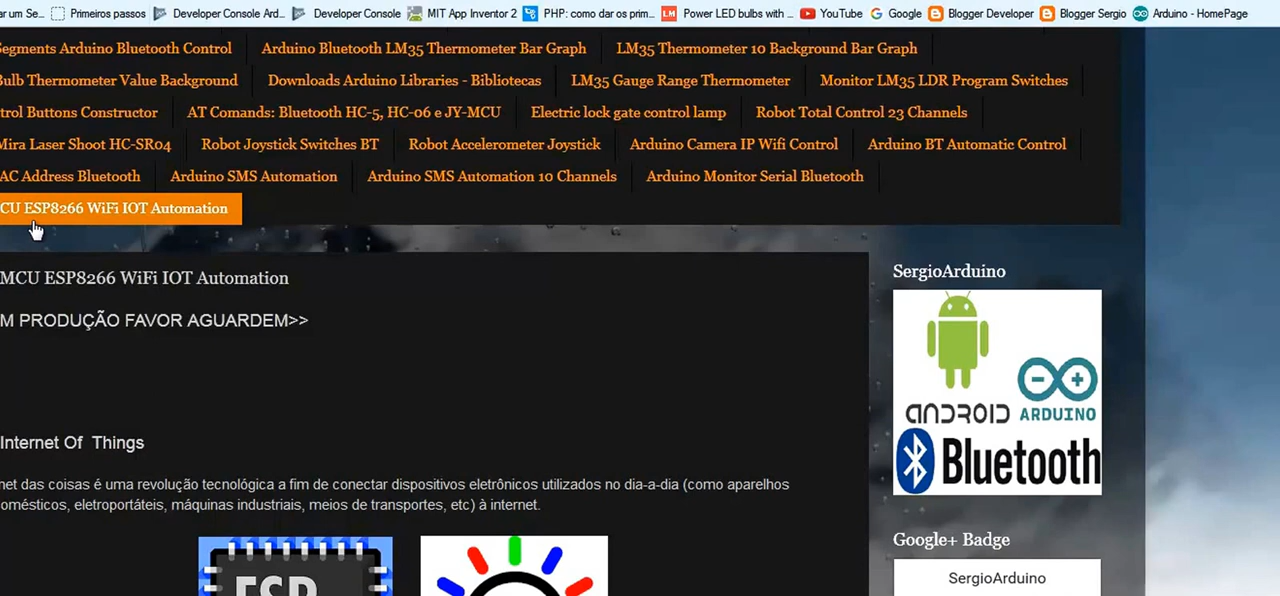 ar um Se... Primeiros passos Developer Console Ard... Developer Console MIT App Inventor 2 PHP: como dar os prim... Power LED bulbs with ... YouTube Google Blogger Developer Blogger Sergio Arduino - HomePage
Segments Arduino Bluetooth Control Arduino Bluetooth LM35 Thermometer Bar Graph LM35 Thermometer 10 Background Bar Graph
Bulb Thermometer Value Background Downloads Arduino Libraries - Bibliotecas LM35 Gauge Range Thermometer Monitor LM35 LDR Program Switches
trol Buttons Constructor AT Comands: Bluetooth HC-5, HC-06 e JY-MCU Electric lock gate control lamp Robot Total Control 23 Channels
Mira Laser Shoot HC-SR04 Robot Joystick Switches BT Robot Accelerometer Joystick Arduino Camera IP Wifi Control Arduino BT Automatic Control
AC Address Bluetooth Arduino SMS Automation Arduino SMS Automation 10 Channels Arduino Monitor Serial Bluetooth
CU ESP8266 WiFi IOT Automation
MCU ESP8266 WiFi IOT Automation
M PRODUÇÃO FAVOR AGUARDEM>>
Internet Of Things
net das coisas é uma revolução tecnológica a fim de conectar dispositivos eletrônicos utilizados no dia-a-dia (como aparelhos
omésticos, eletroportáteis, máquinas industriais, meios de transportes, etc) à internet.
ESP
SergioArduino
ANDROID ARDUINO
Bluetooth
Google+ Badge
SergioArduino